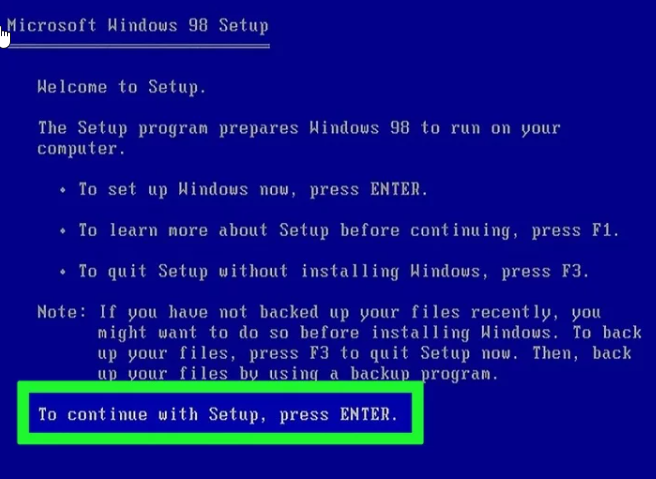 Microsoft Windows 98 Setup
Welcome to Setup.
The Setup program prepares Windows 98 to run on your
computer.
• To set up Windows now, press ENTER.
• To learn more about Setup before continuing, press F1.
• To quit Setup without installing Windows, press F3.
Note: If you have not backed up your files recently, you
might want to do so before installing Windows. To back
up your files, press F3 to quit Setup now. Then, back
up your files by using a backup program.
To continue with Setup, press ENTER.